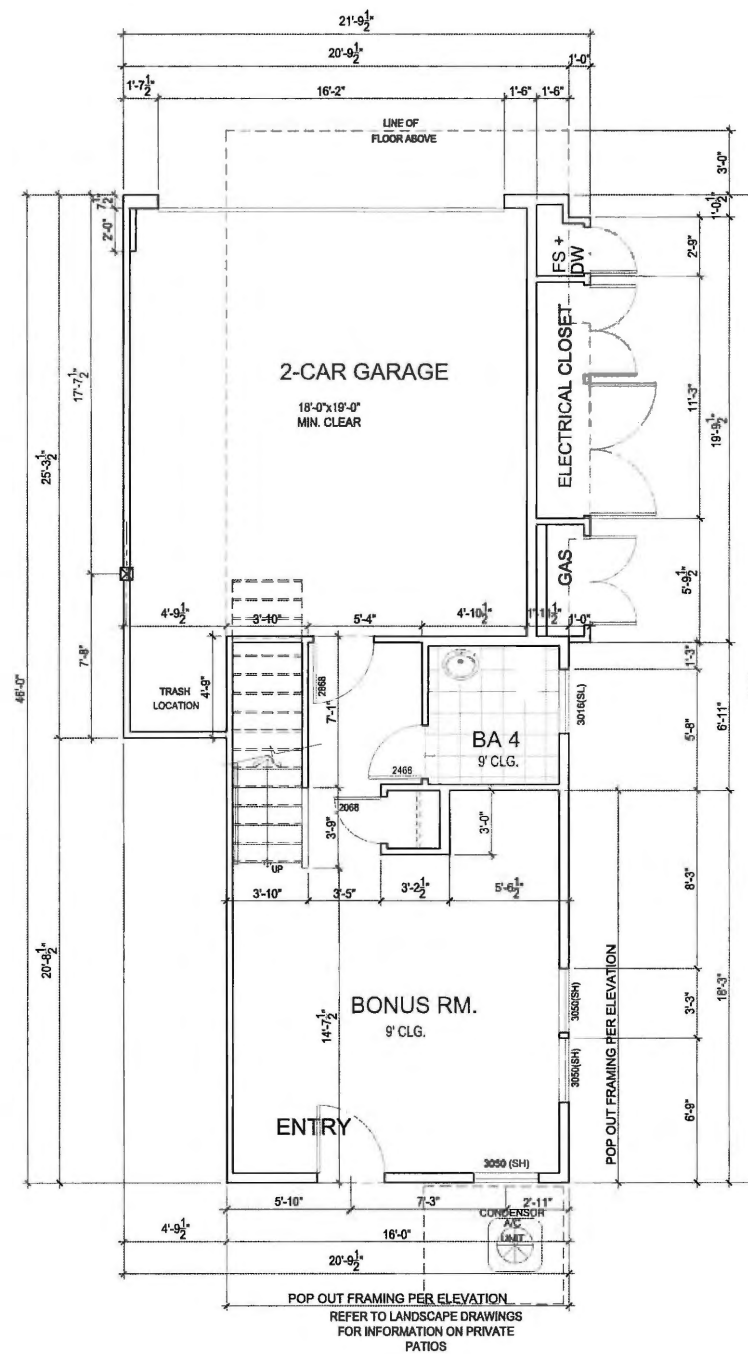 21'-9½"
20'-9½"
1'-0"
1'-7½"
16'-2"
1'-6"
1'-6"
LINE OF
FLOOR ABOVE
3'-0"
7½"
1'-0½"
2'-0"
2'-9"
FS +
DW
2-CAR GARAGE
18'-0"x19'-0"
MIN. CLEAR
ELECTRICAL CLOSET
17'-7½"
11'-3"
19'-9½"
25'-3½"
GAS
5'-9½"
4'-9½"
3'-10"
5'-4"
4'-10½"
1'-11½"
1'-0"
46'-0"
7'-8"
4'-9"
TRASH
LOCATION
2868
7'-1"
1'-3"
3016(SL)
6'-11"
5'-8"
BA 4
9' CLG.
2468
2068
3'-9"
3'-0"
UP
3'-10"
3'-5"
3'-2½"
5'-6½"
8'-3"
18'-3"
20'-8½"
14'-7½"
BONUS RM.
9' CLG.
3050(SH)
3'-3"
3050(SH)
6'-9"
POP OUT FRAMING PER ELEVATION
ENTRY
3050 (SH)
5'-10"
7'-3"
2'-11"
CONDENSOR
A/C
UNIT
4'-9½"
16'-0"
20'-9½"
POP OUT FRAMING PER ELEVATION
REFER TO LANDSCAPE DRAWINGS
FOR INFORMATION ON PRIVATE
PATIOS